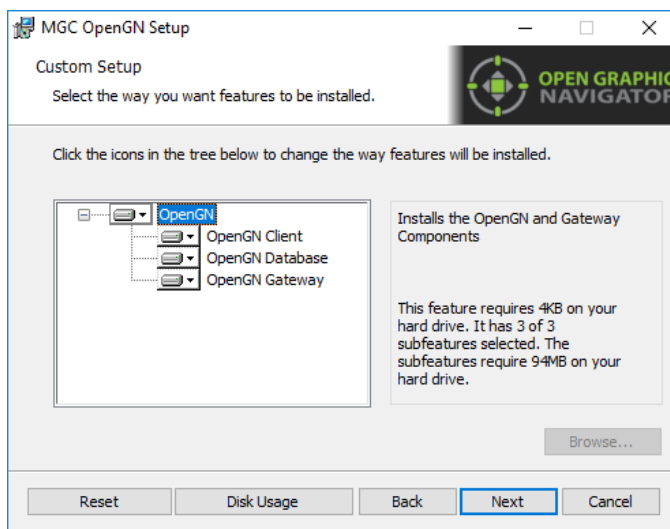 MGC OpenGN Setup
Custom Setup
Select the way you want features to be installed.
OPEN GRAPHIC
NAVIGATOR
Click the icons in the tree below to change the way features will be installed.
OpenGN
OpenGN Client
OpenGN Database
OpenGN Gateway
Installs the OpenGN and Gateway
Components
This feature requires 4KB on your
hard drive. It has 3 of 3
subfeatures selected. The
subfeatures require 94MB on your
hard drive.
Browse...
Reset
Disk Usage
Back
Next
Cancel